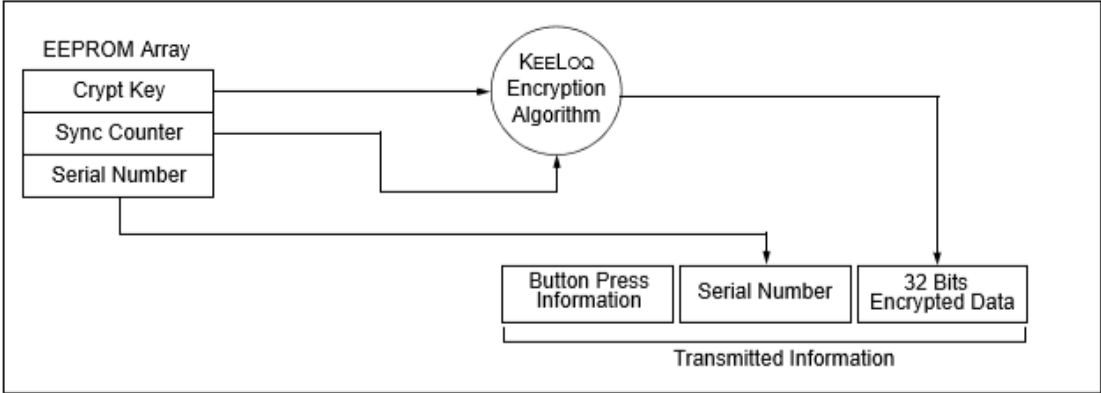 EEPROM Array
Crypt Key
Sync Counter
Serial Number
KEELOQ
Encryption
Algorithm
Button Press
Information
Serial Number
32 Bits
Encrypted Data
Transmitted Information